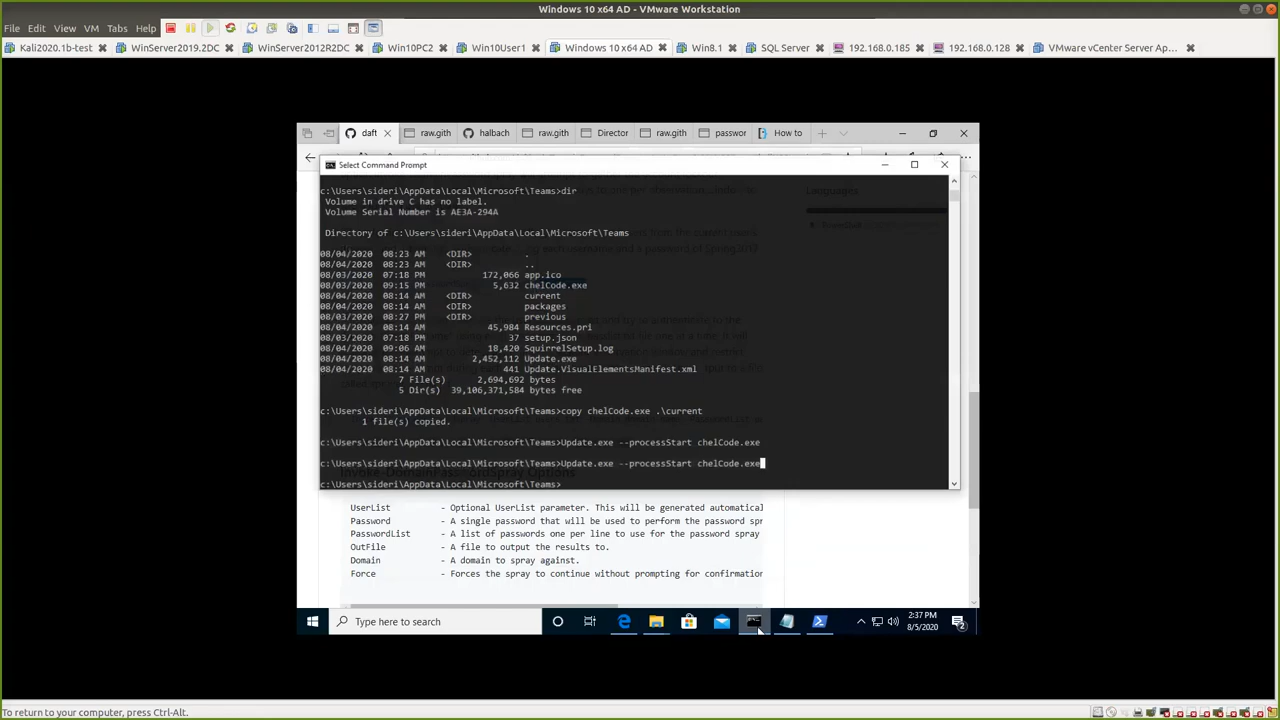 Windows 10 x64 AD - VMware Workstation
File Edit View VM Tabs Help
Kali2020.1b-test WinServer2019.2DC WinServer2012R2DC Win10PC2 Win10User1 Windows 10 x64 AD Win8.1 SQL Server 192.168.0.185 192.168.0.128 VMware vCenter Server Ap...
daft raw.gith halbach raw.gith Director raw.gith passwor How to
Select Command Prompt
c:\Users\sideri\AppData\Local\Microsoft\Teams>dir
Volume in drive C has no label.
Volume Serial Number is AE3A-294A
Directory of c:\Users\sideri\AppData\Local\Microsoft\Teams
08/04/2020 08:23 AM <DIR> .
08/04/2020 08:23 AM <DIR> ..
08/03/2020 07:18 PM 172,066 app.ico
08/03/2020 09:15 PM 5,632 chelCode.exe
08/04/2020 08:14 AM <DIR> current
08/04/2020 08:14 AM <DIR> packages
08/03/2020 08:27 PM <DIR> previous
08/04/2020 08:14 AM 45,984 Resources.pri
08/03/2020 07:18 PM 37 setup.json
08/04/2020 09:06 AM 18,420 SquirrelSetup.log
08/04/2020 08:14 AM 2,452,112 Update.exe
08/04/2020 08:14 AM 441 Update.VisualElementsManifest.xml
7 File(s) 2,694,692 bytes
5 Dir(s) 39,106,371,584 bytes free
c:\Users\sideri\AppData\Local\Microsoft\Teams>copy chelCode.exe .\current
1 file(s) copied.
c:\Users\sideri\AppData\Local\Microsoft\Teams>Update.exe --processStart chelCode.exe
c:\Users\sideri\AppData\Local\Microsoft\Teams>Update.exe --processStart chelCode.exe
c:\Users\sideri\AppData\Local\Microsoft\Teams>
Languages
UserList - Optional UserList parameter. This will be generated automatical
Password - A single password that will be used to perform the password spr
PasswordList - A list of passwords one per line to use for the password spray
OutFile - A file to output the results to.
Domain - A domain to spray against.
Force - Forces the spray to continue without prompting for confirmation
Type here to search
2:37 PM
8/5/2020
2
To return to your computer, press Ctrl-Alt.